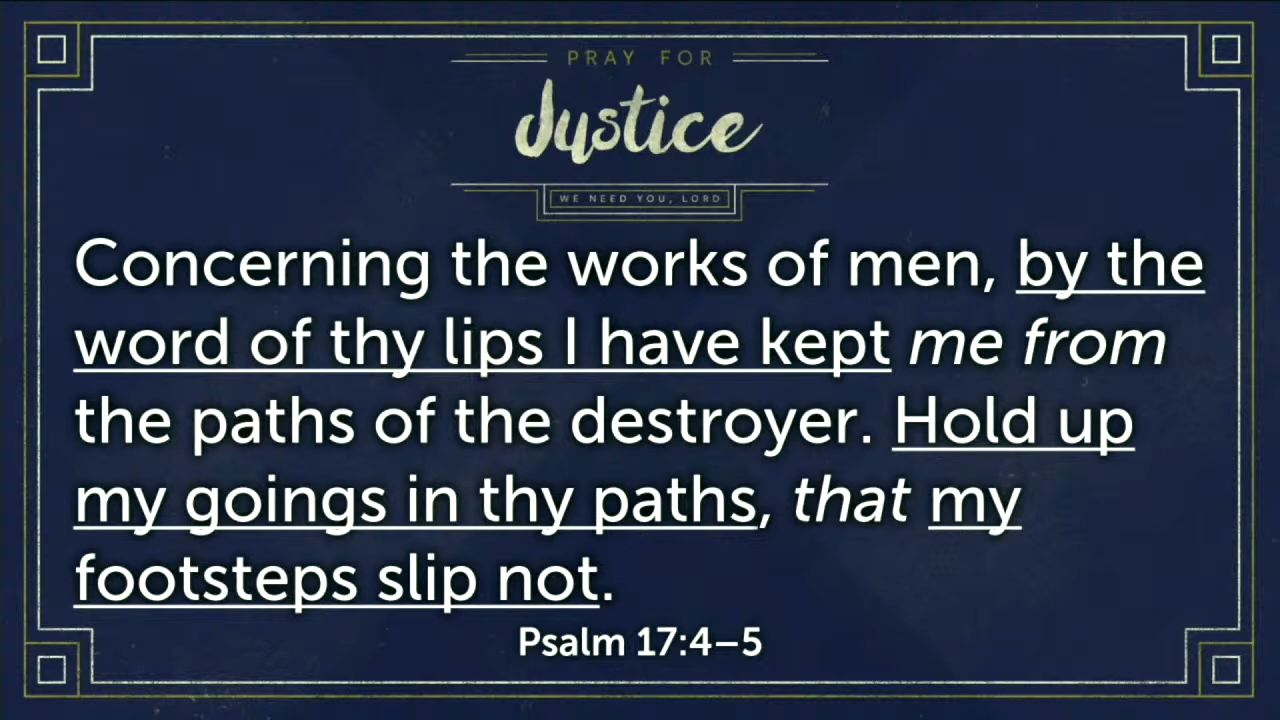 PRAY FOR
Justice
WE NEED YOU, LORD
Concerning the works of men, by the
word of thy lips I have kept me from
the paths of the destroyer. Hold up
my goings in thy paths, that my
footsteps slip not.
Psalm 17:4–5